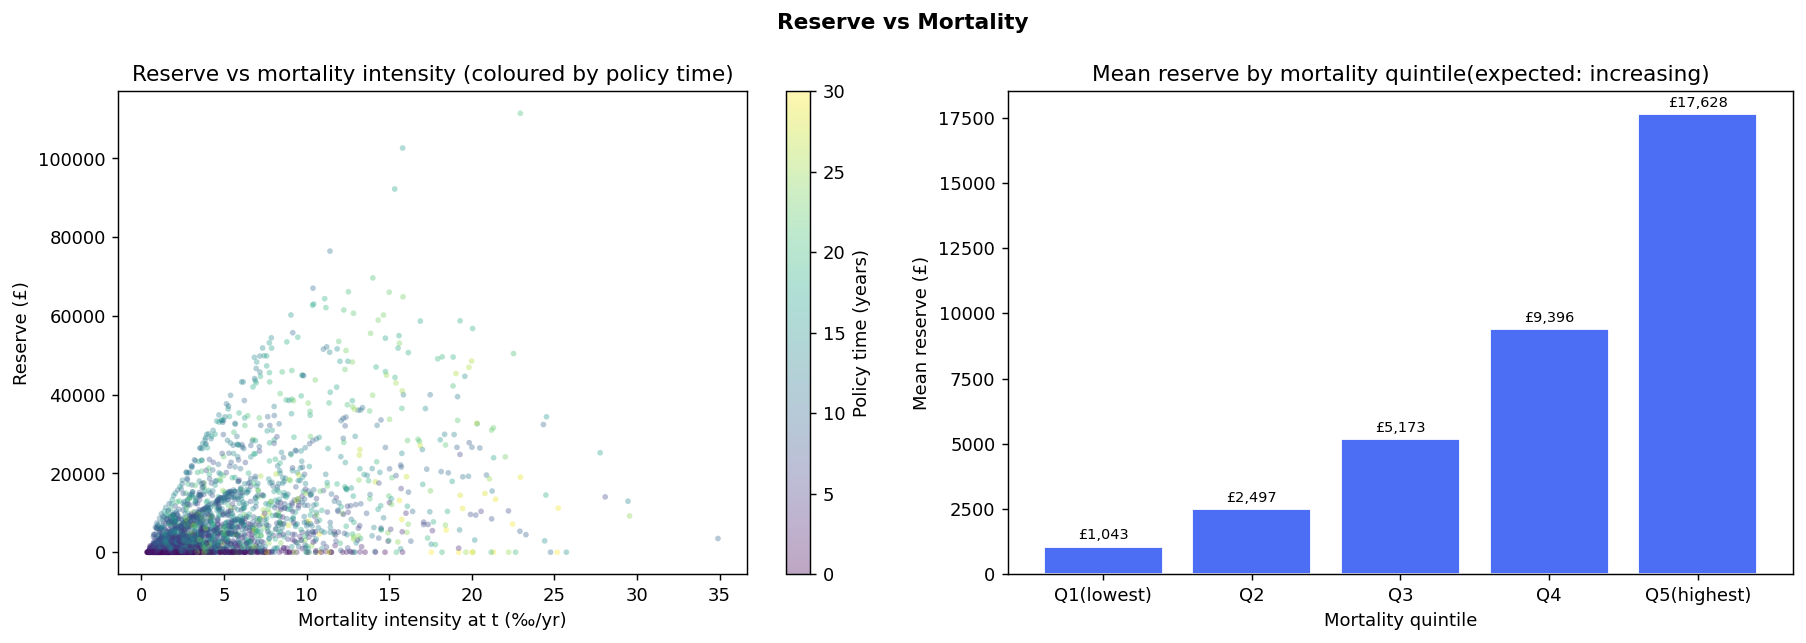 Reserve vs Mortality
Reserve vs mortality intensity (coloured by policy time)
100000
80000
60000
40000
20000
0
Reserve (£)
0 5 10 15 20 25 30 35
Mortality intensity at t (‰/yr)
30
25
20
15
10
5
0
Policy time (years)
Mean reserve by mortality quintile(expected: increasing)
17500
15000
12500
10000
7500
5000
2500
0
Mean reserve (£)
£1,043
£2,497
£5,173
£9,396
£17,628
Q1(lowest) Q2 Q3 Q4 Q5(highest)
Mortality quintile